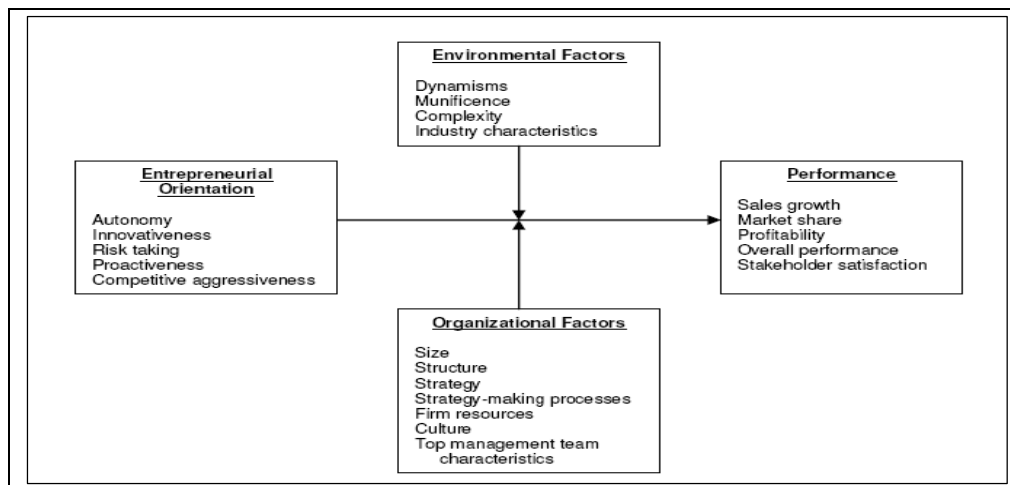 Environmental Factors
Dynamisms
Munificence
Complexity
Industry characteristics
Entrepreneurial
Orientation
Autonomy
Innovativeness
Risk taking
Proactiveness
Competitive aggressiveness
Performance
Sales growth
Market share
Profitability
Overall performance
Stakeholder satisfaction
Organizational Factors
Size
Structure
Strategy
Strategy-making processes
Firm resources
Culture
Top management team
characteristics